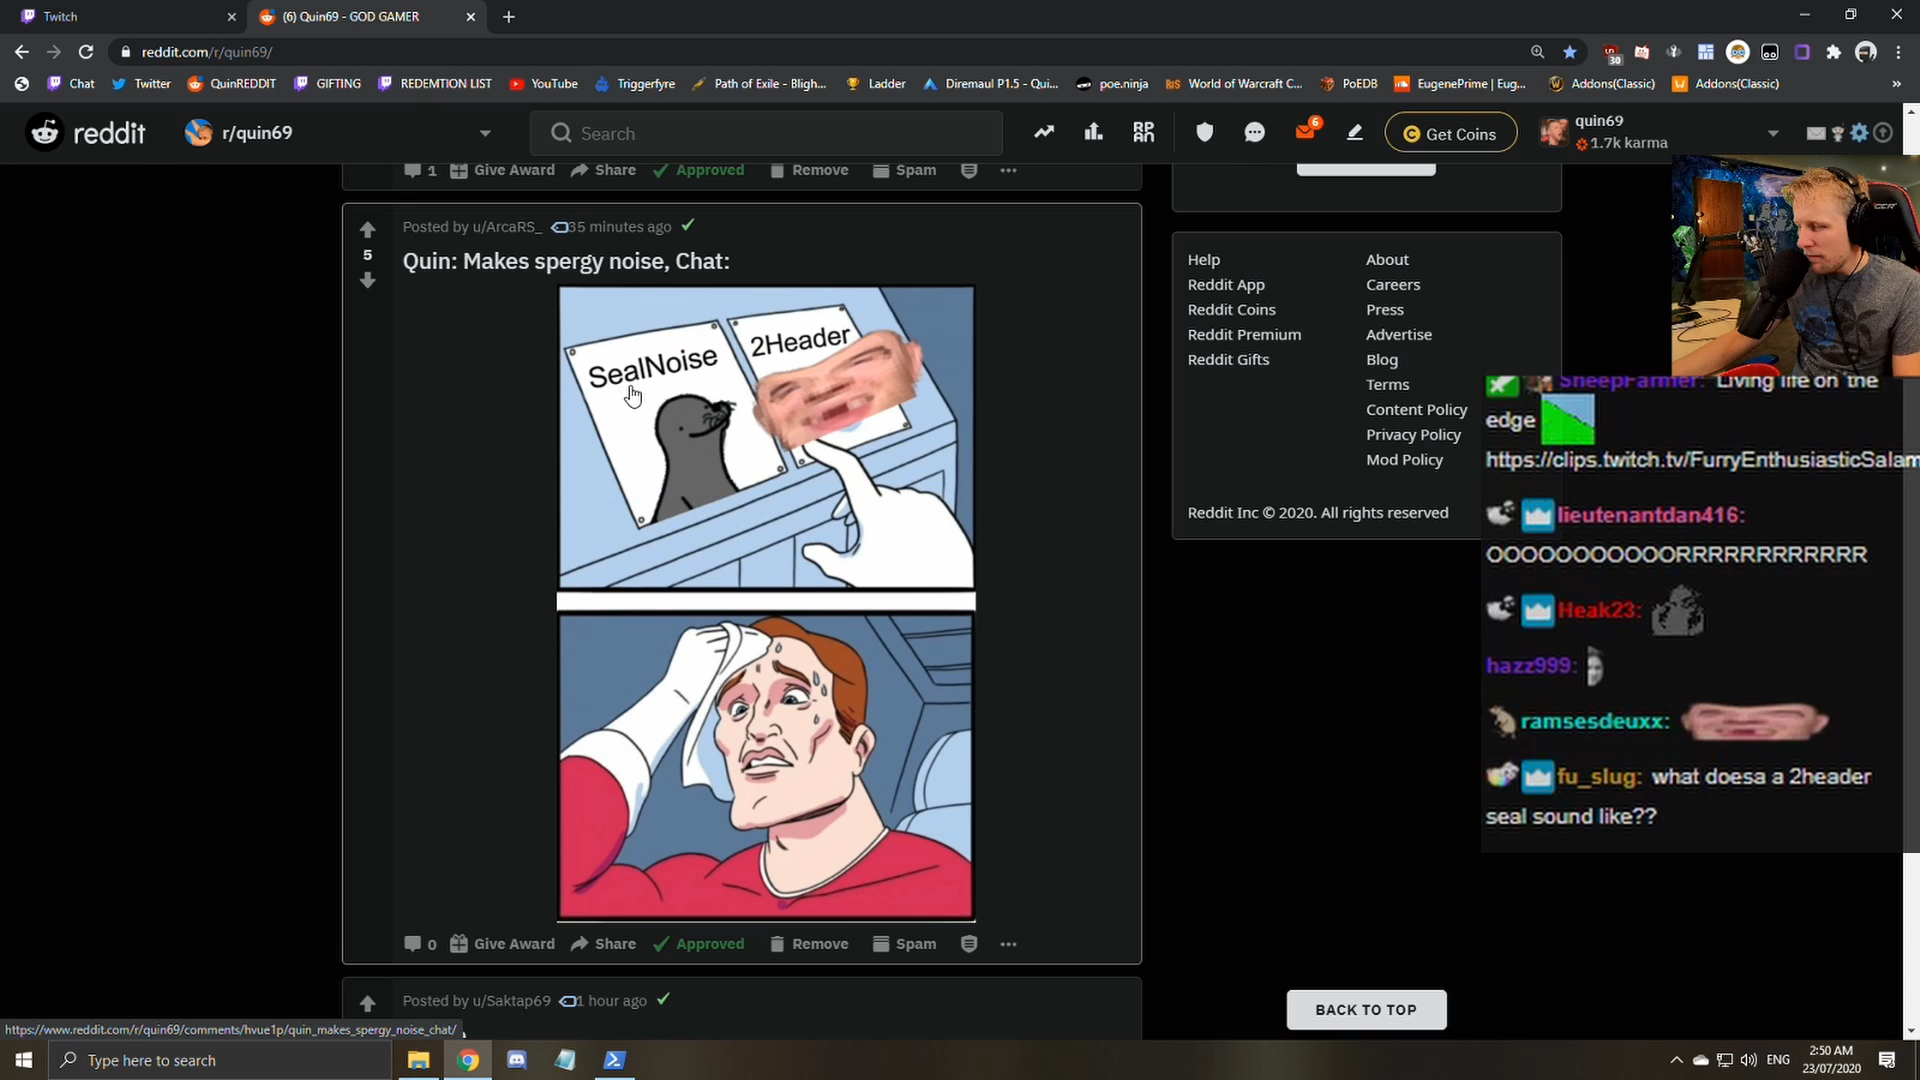 Twitch
(6) Quin69 - GOD GAMER
reddit.com/r/quin69/
30
Chat
Twitter
QuinREDDIT
GIFTING
REDEMTION LIST
YouTube
Triggerfyre
Path of Exile - Bligh...
Ladder
Diremaul P1.5 - Qui...
poe.ninja
World of Warcraft C...
PoEDB
EugenePrime | Eug...
Addons(Classic)
Addons(Classic)
reddit
r/quin69
Search
6
Get Coins
quin69
1.7k karma
1 Give Award Share Approved Remove Spam
Posted by u/ArcaRS_ 35 minutes ago
5
Quin: Makes spergy noise, Chat:
SealNoise
2Header
0 Give Award Share Approved Remove Spam
Posted by u/Saktap69 1 hour ago
Help
About
Reddit App
Careers
Reddit Coins
Press
Reddit Premium
Advertise
Reddit Gifts
Blog
Terms
Content Policy
Privacy Policy
Mod Policy
Reddit Inc © 2020. All rights reserved
BACK TO TOP
SheepFarmer: Living life on the
edge
https://clips.twitch.tv/FurryEnthusiasticSalam
lieutenantdan416:
OOOOOOOOOOORRRRRRRRRRRR
Heak23:
hazz999:
ramsesdeuxx:
fu_slug: what doesa a 2header
seal sound like??
https://www.reddit.com/r/quin69/comments/hvue1p/quin_makes_spergy_noise_chat/
Type here to search
ENG
2:50 AM
23/07/2020